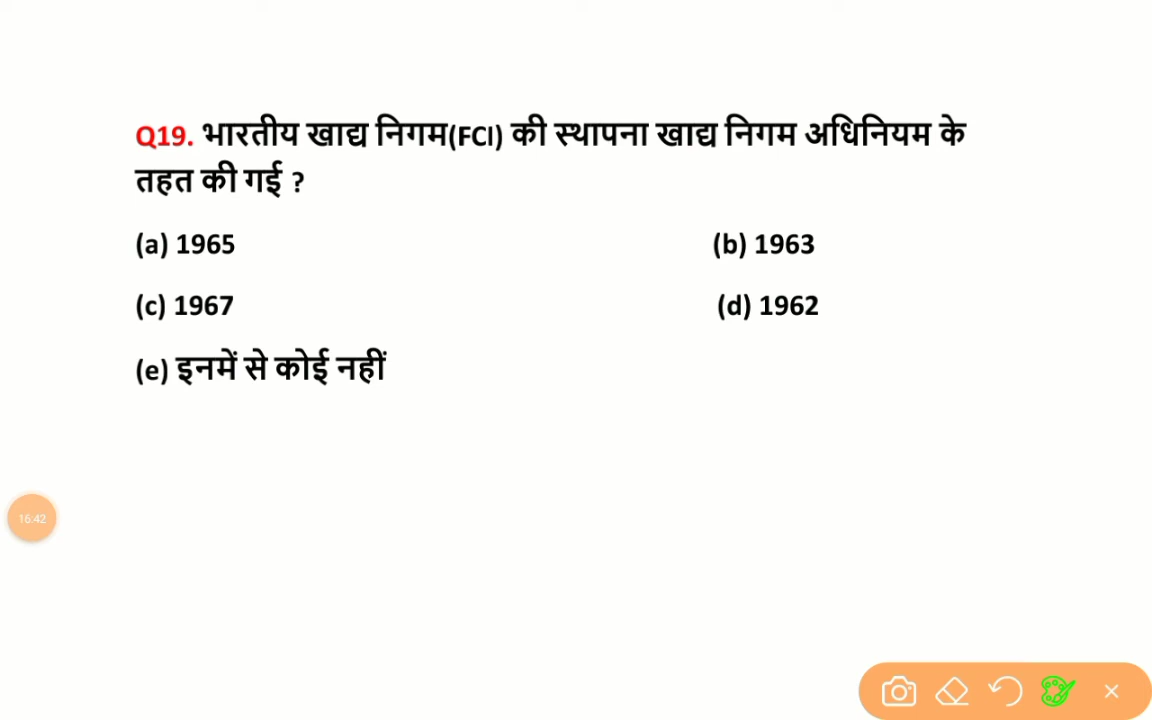 Q19. भारतीय खाद्य निगम(FCI) की स्थापना खाद्य निगम अधिनियम के
तहत की गई ?
(a) 1965 (b) 1963
(c) 1967 (d) 1962
(e) इनमें से कोई नहीं
16:42